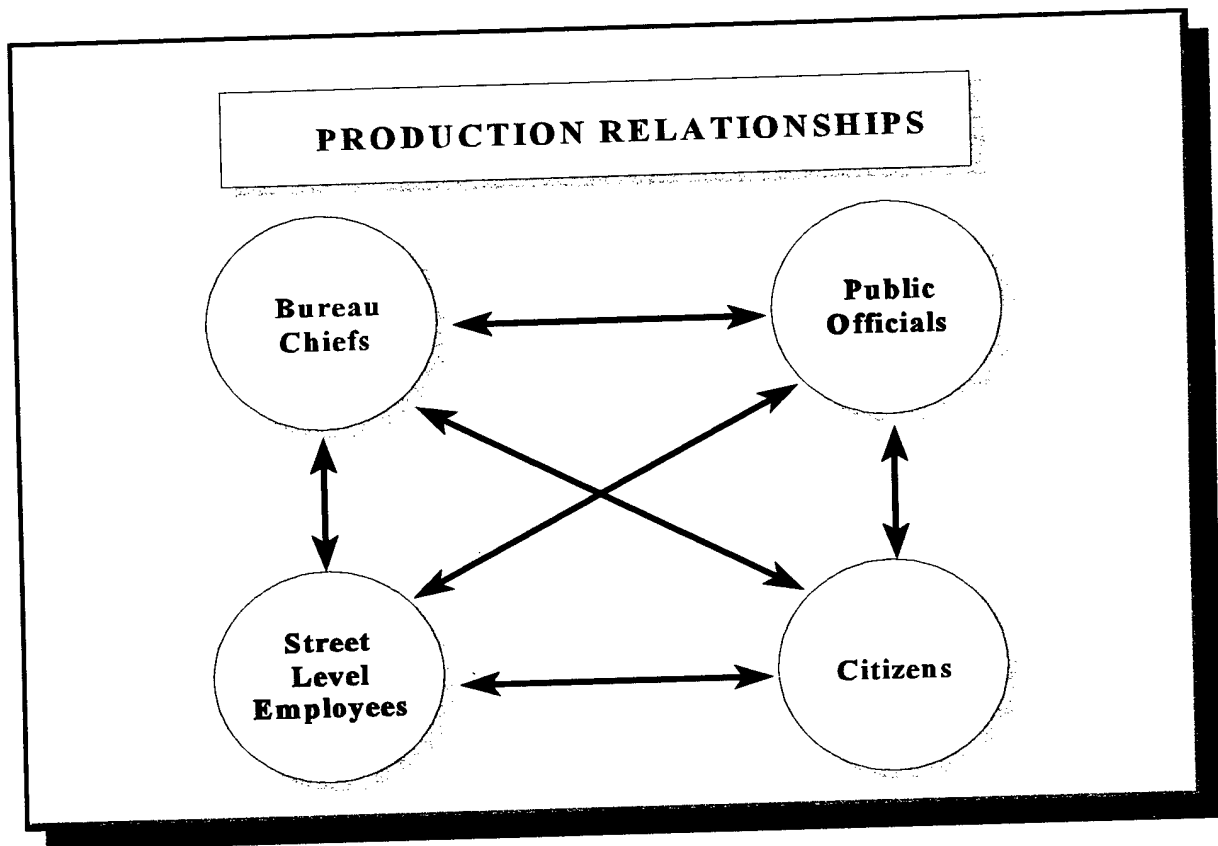 PRODUCTION RELATIONSHIPS
Bureau
Chiefs
Public
Officials
Street
Level
Employees
Citizens